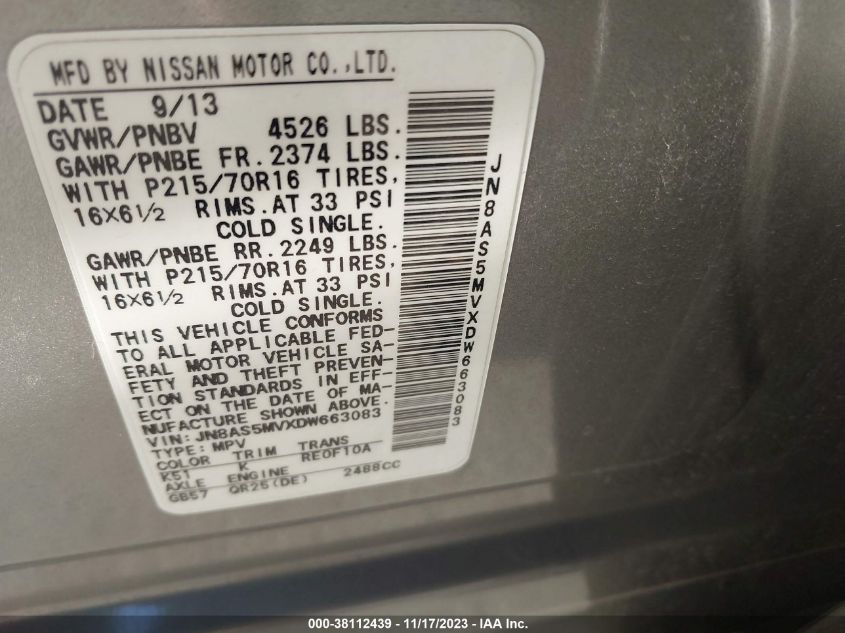 MFD BY NISSAN MOTOR CO.,LTD.
DATE 9/13
GVWR/PNBV 4526 LBS.
GAWR/PNBE FR.2374 LBS.
WITH P215/70R16 TIRES,
16X6½ RIMS.AT 33 PSI
COLD SINGLE.
GAWR/PNBE RR.2249 LBS.
WITH P215/70R16 TIRES,
16X6½ RIMS.AT 33 PSI
COLD SINGLE.
THIS VEHICLE CONFORMS
TO ALL APPLICABLE FED-
ERAL MOTOR VEHICLE SA-
FETY AND THEFT PREVEN-
TION STANDARDS IN EFF-
ECT ON THE DATE OF MA-
NUFACTURE SHOWN ABOVE.
VIN:JN8AS5MVXDW663083
TYPE:MPV
COLOR TRIM TRANS
K51 K RE0F10A
AXLE ENGINE
GB57 QR25(DE) 2488CC
JN8AS5MVXDW663083
000-38112439 - 11/17/2023 - IAA Inc.